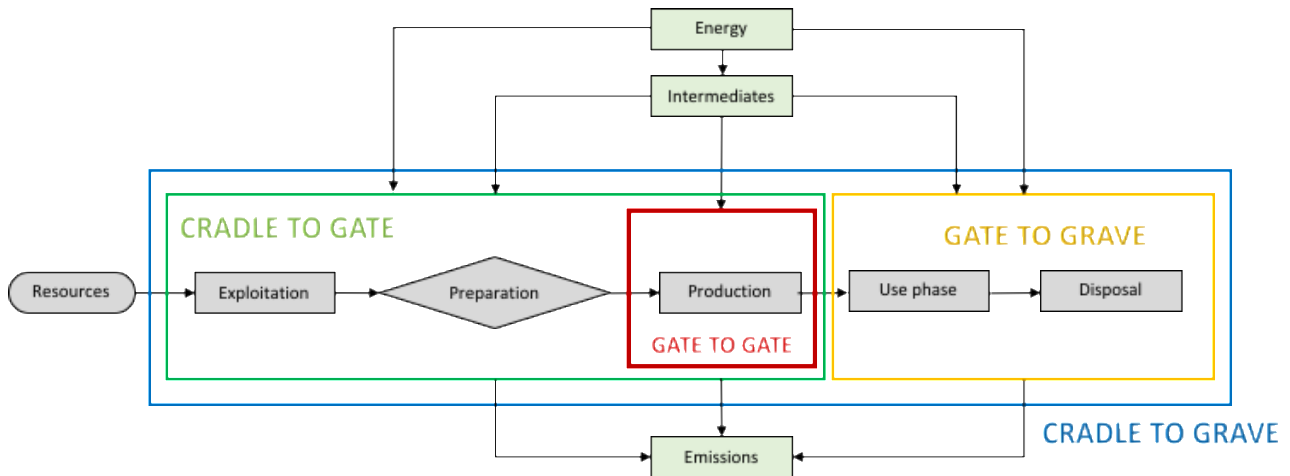 Energy
Intermediates
CRADLE TO GATE
GATE TO GRAVE
Resources
Exploitation
Preparation
Production
Use phase
Disposal
GATE TO GATE
CRADLE TO GRAVE
Emissions